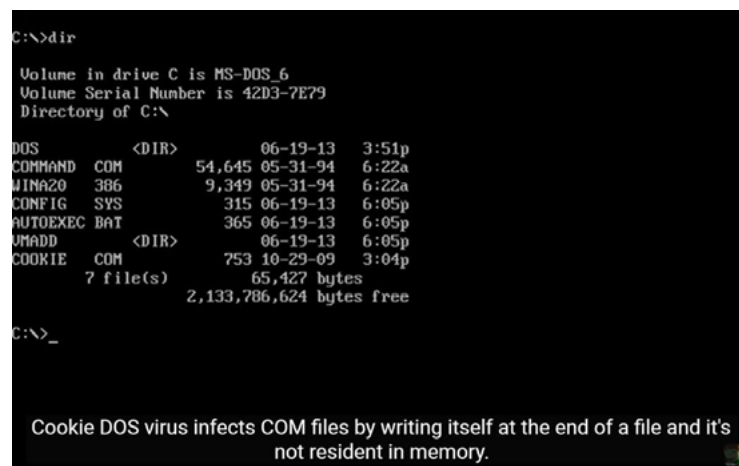 C:\>dir
Volume in drive C is MS-DOS_6
Volume Serial Number is 42D3-7E79
Directory of C:\
DOS <DIR> 06-19-13 3:51p
COMMAND COM 54,645 05-31-94 6:22a
WINA20 386 9,349 05-31-94 6:22a
CONFIG SYS 315 06-19-13 6:05p
AUTOEXEC BAT 365 06-19-13 6:05p
VMADD <DIR> 06-19-13 6:05p
COOKIE COM 753 10-29-09 3:04p
7 file(s) 65,427 bytes
2,133,786,624 bytes free
C:\>_
Cookie DOS virus infects COM files by writing itself at the end of a file and it's
not resident in memory.